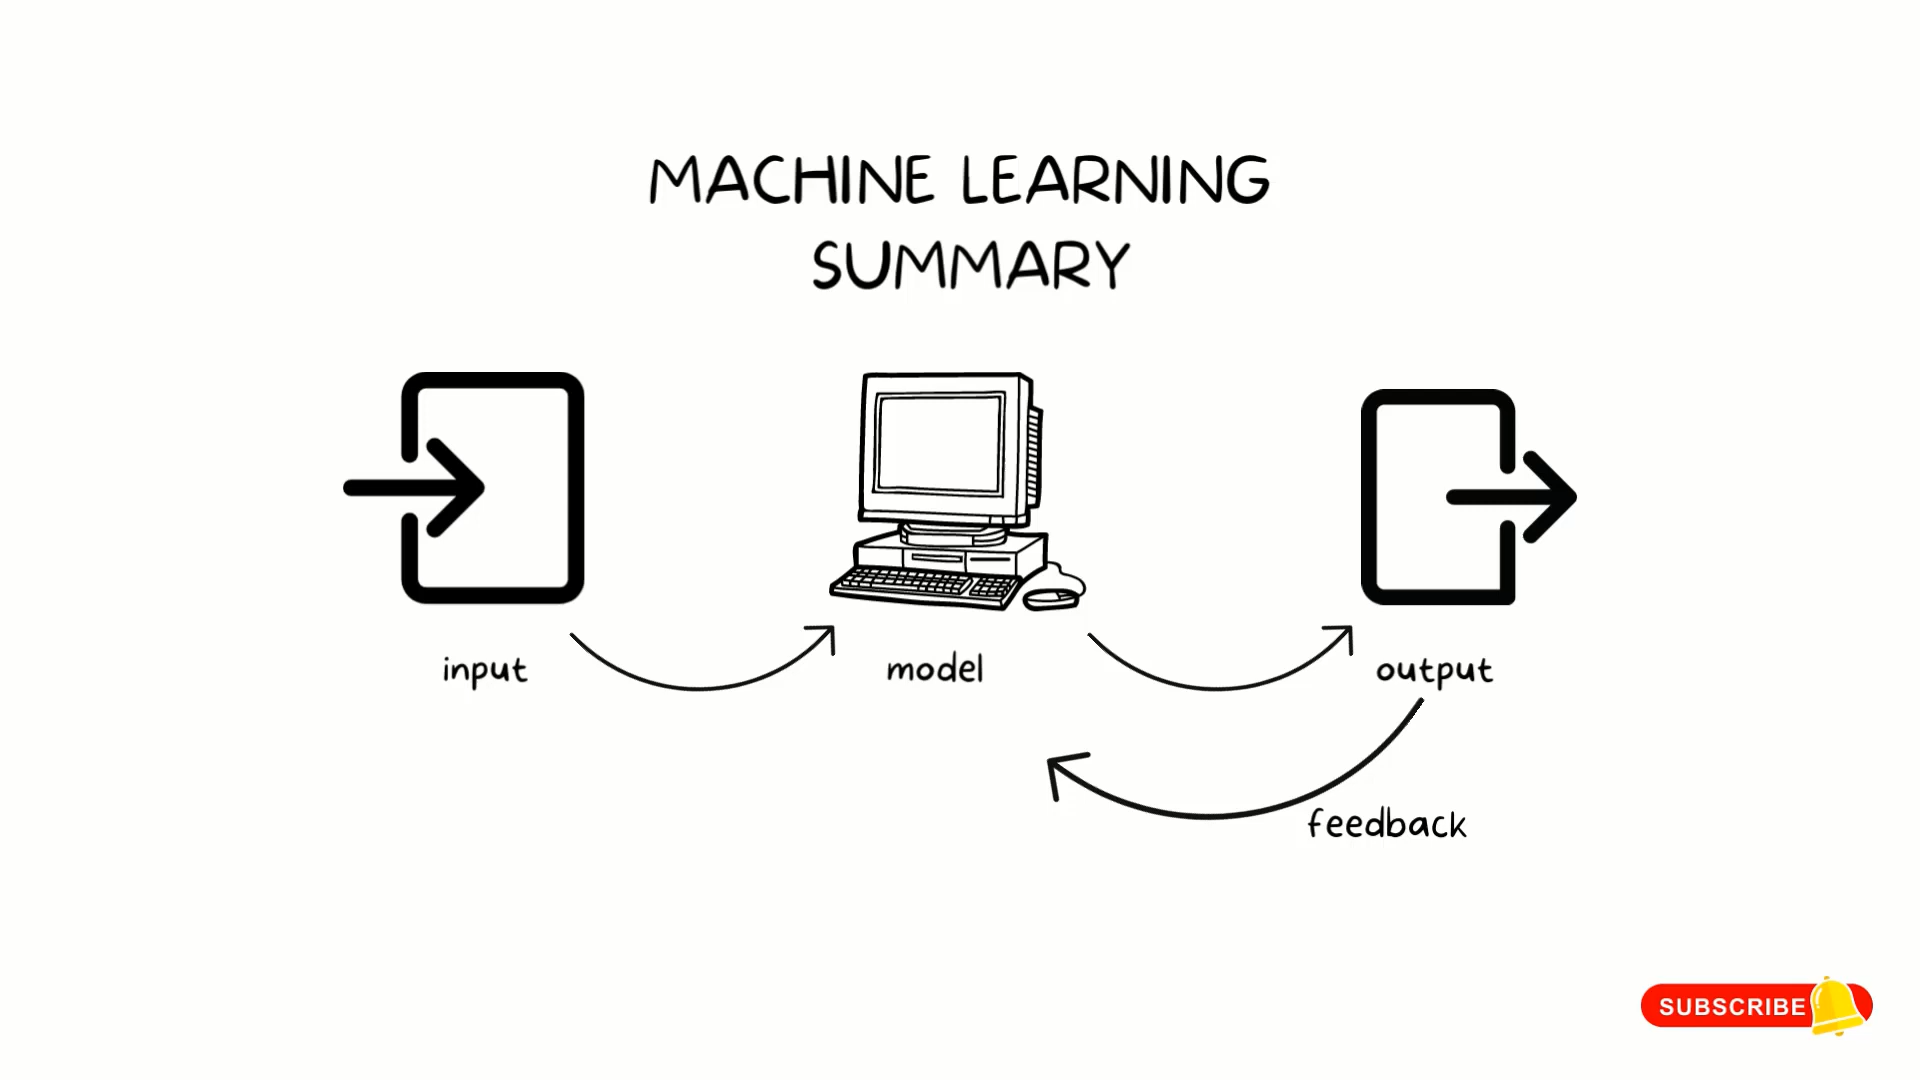 MACHINE LEARNING
SUMMARY
input
model
output
feedback
SUBSCRIBE